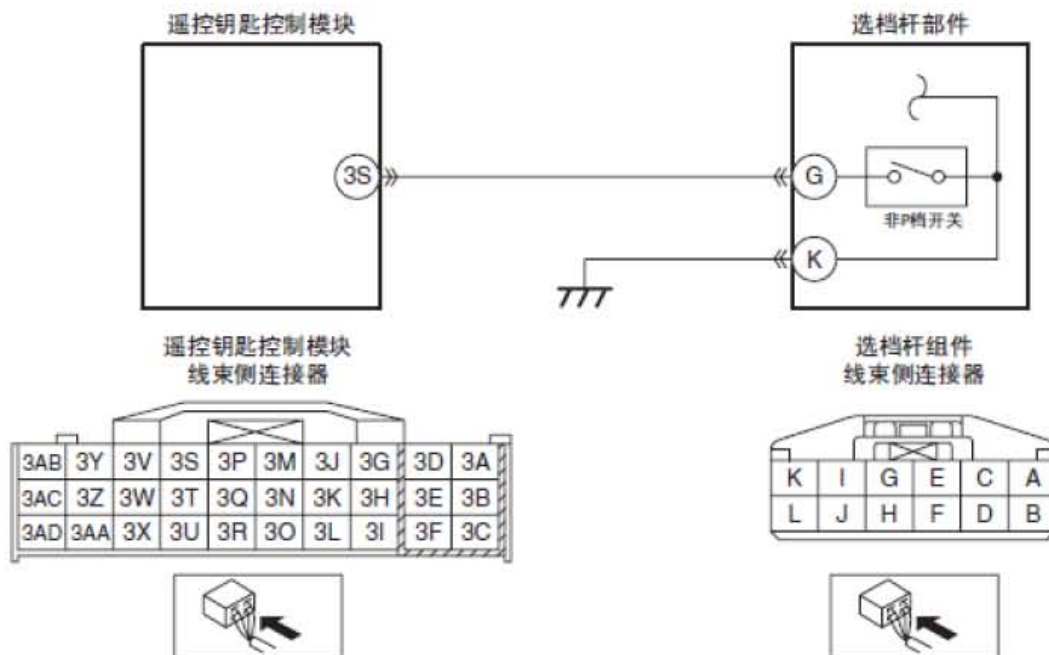 遥控钥匙控制模块
选档杆部件
3S
G
非P档开关
K
遥控钥匙控制模块
线束侧连接器
选档杆组件
线束侧连接器
3AB 3Y 3V 3S 3P 3M 3J 3G 3D 3A
3AC 3Z 3W 3T 3Q 3N 3K 3H 3E 3B
3AD 3AA 3X 3U 3R 3O 3L 3I 3F 3C
K I G E C A
L J H F D B